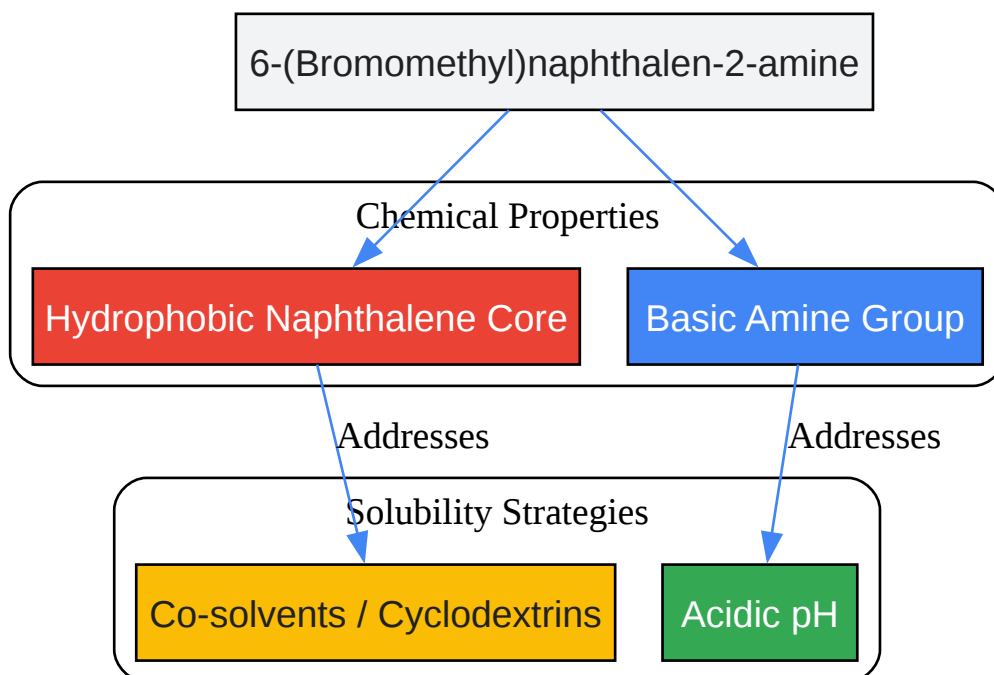 6-(Bromomethyl)naphthalen-2-amine
Chemical Properties
Hydrophobic Naphthalene Core
Basic Amine Group
Addresses
Addresses
Solubility Strategies
Co-solvents / Cyclodextrins
Acidic pH